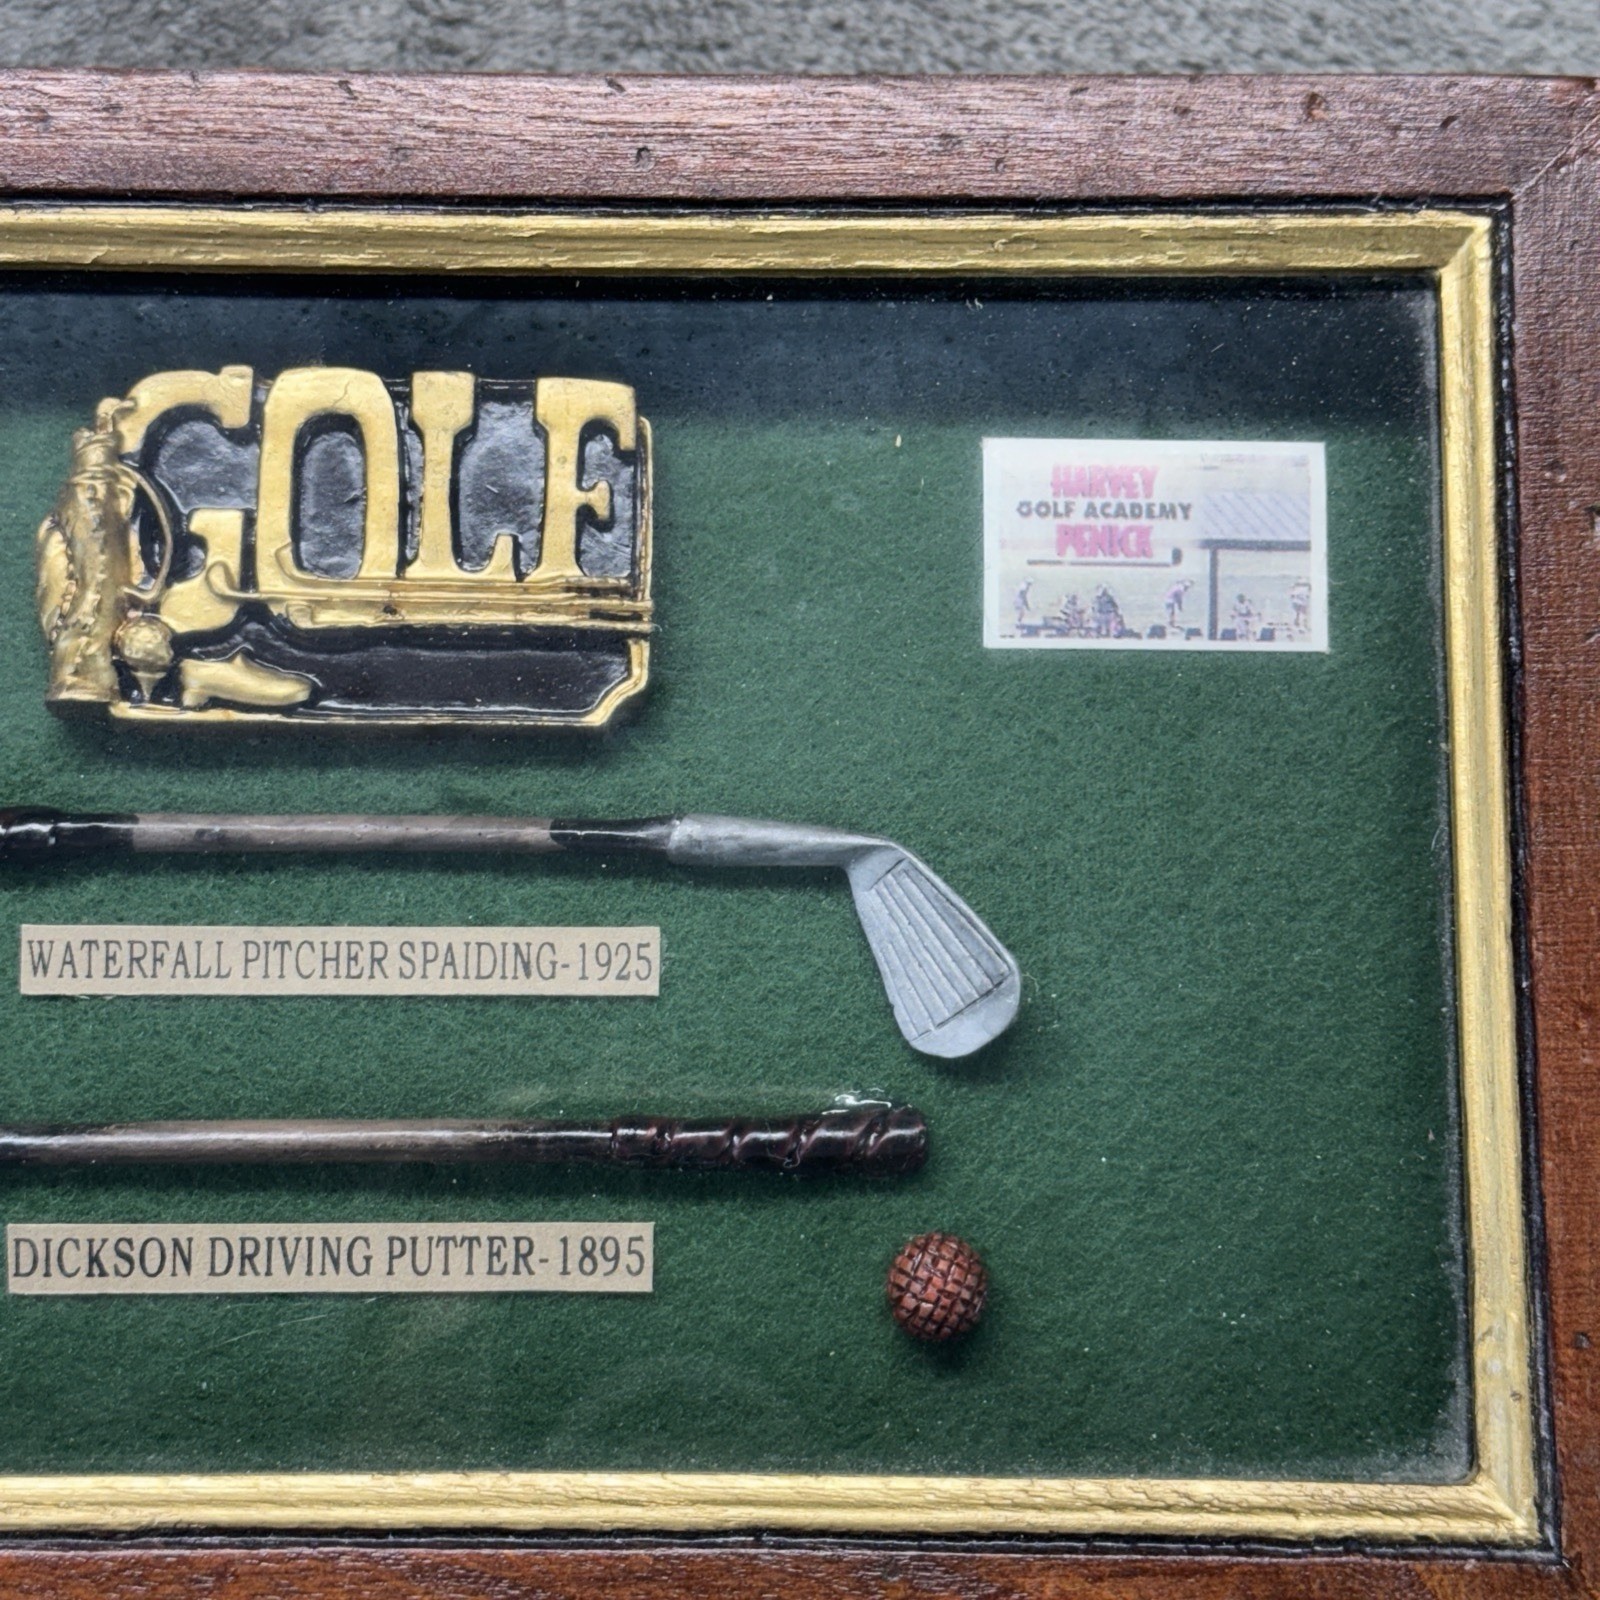 GOLF
HARVEY
GOLF ACADEMY
PENICK
WATERFALL PITCHER SPAIDING-1925
DICKSON DRIVING PUTTER-1895